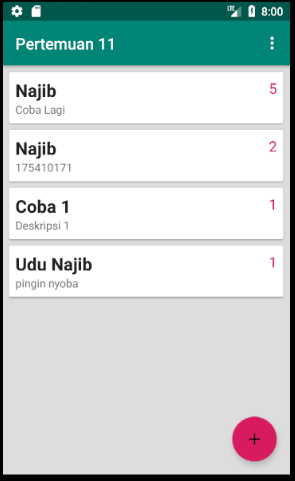 LTE 8:00
Pertemuan 11
Najib 5
Coba Lagi
Najib 2
175410171
Coba 1 1
Deskripsi 1
Udu Najib 1
pingin nyoba
+